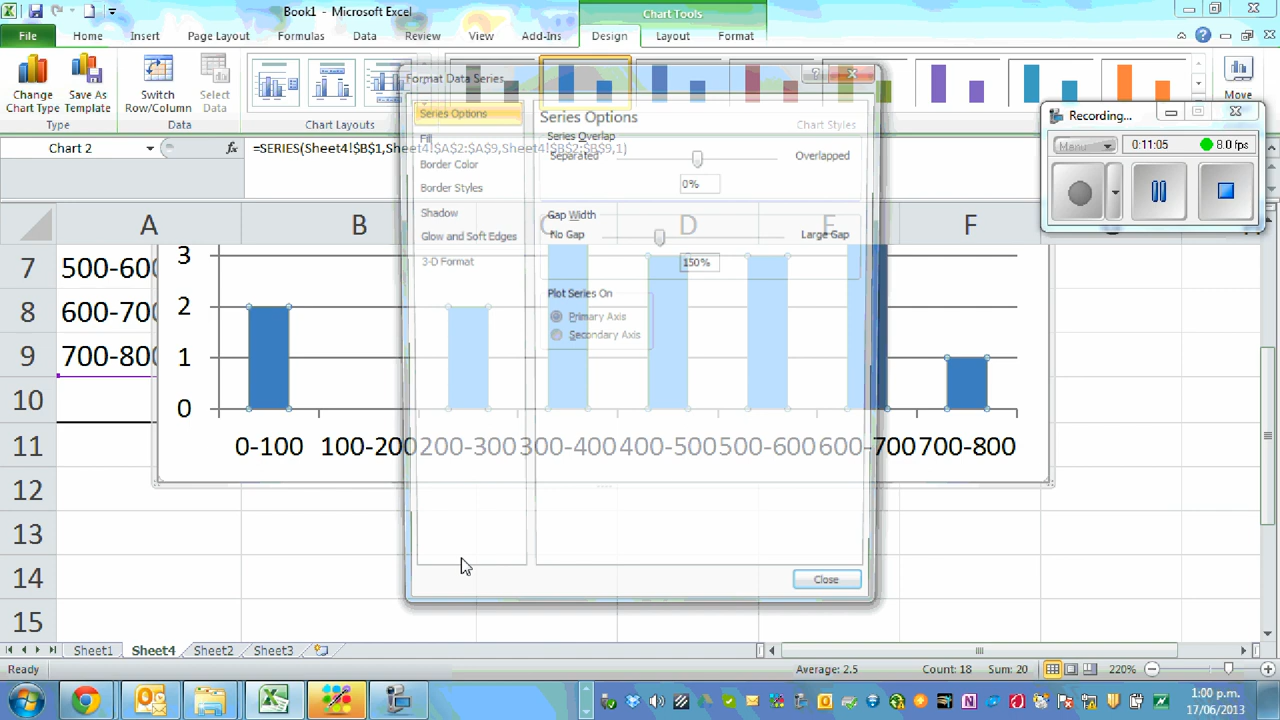 Book1 - Microsoft Excel
Chart Tools
File Home Insert Page Layout Formulas Data Review View Add-Ins Design Layout Format
Change Chart Type
Save As Template
Switch Row/Column
Select Data
Move
Type Data Chart Layouts Chart Styles
Chart 2
fx
=SERIES(Sheet4!$B$1,Sheet4!$A$2:$A$9,Sheet4!$B$2:$B$9,1)
Format Data Series
Series Options
Fill
Border Color
Border Styles
Shadow
Glow and Soft Edges
3-D Format
Series Options
Series Overlap
Separated Overlapped
0%
Gap Width
No Gap Large Gap
150%
Plot Series On
Primary Axis
Secondary Axis
Close
Recording...
Menu 0:11:05 8.0 fps
A B D F
7 500-600
8 600-700
9 700-800
10
11
12
13
14
15
3
2
1
0
0-100 100-200 200-300 300-400 400-500 500-600 600-700 700-800
Sheet1 Sheet4 Sheet2 Sheet3
Ready Average: 2.5 Count: 18 Sum: 20 220%
1:00 p.m.
17/06/2013